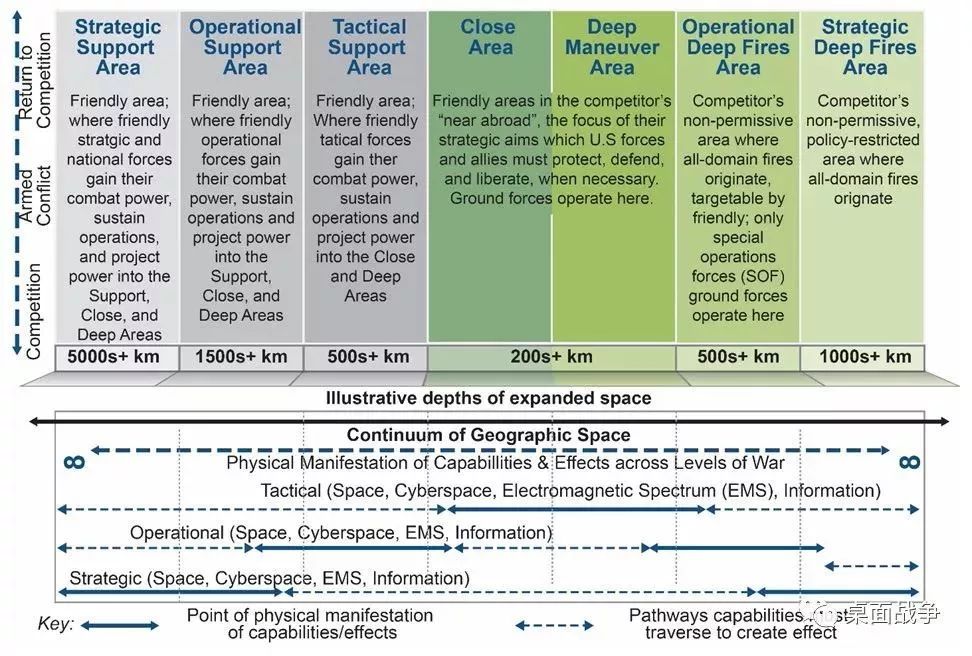 Return to
Competition
Armed
Conflict
Competition
Strategic
Support
Area
Friendly area;
where friendly
stratgic and
national forces
gain their
combat power,
sustain
operations,
and project
power into the
Support,
Close, and
Deep Areas
Operational
Support
Area
Friendly area;
where friendly
operational
forces gain
their combat
power, sustain
operations and
project power
into the
Support,
Close, and
Deep Areas
Tactical
Support
Area
Friendly area;
Where friendly
tatical forces
gain ther
combat power,
sustain
operations and
project power
into the Close
and Deep
Areas
Close
Area
Deep
Maneuver
Area
Friendly areas in the competitor's
“near abroad”, the focus of their
strategic aims which U.S forces
and allies must protect, defend,
and liberate, when necessary.
Ground forces operate here.
Operational
Deep Fires
Area
Competitor's
non-permissive
area where
all-domain fires
originate,
targetable by
friendly; only
special
operations
forces (SOF)
ground forces
operate here
Strategic
Deep Fires
Area
Competitor's
non-permissive,
policy-restricted
area where
all-domain fires
orignate
5000s+ km
1500s+ km
500s+ km
200s+ km
500s+ km
1000s+ km
Illustrative depths of expanded space
Continuum of Geographic Space
8
8
Physical Manifestation of Capabillities & Effects across Levels of War
Tactical (Space, Cyberspace, Electromagnetic Spectrum (EMS), Information)
Operational (Space, Cyberspace, EMS, Information)
Strategic (Space, Cyberspace, EMS, Information)
Key:
Point of physical manifestation
of capabilities/effects
Pathways capabilities
traverse to create effect
桌面战争